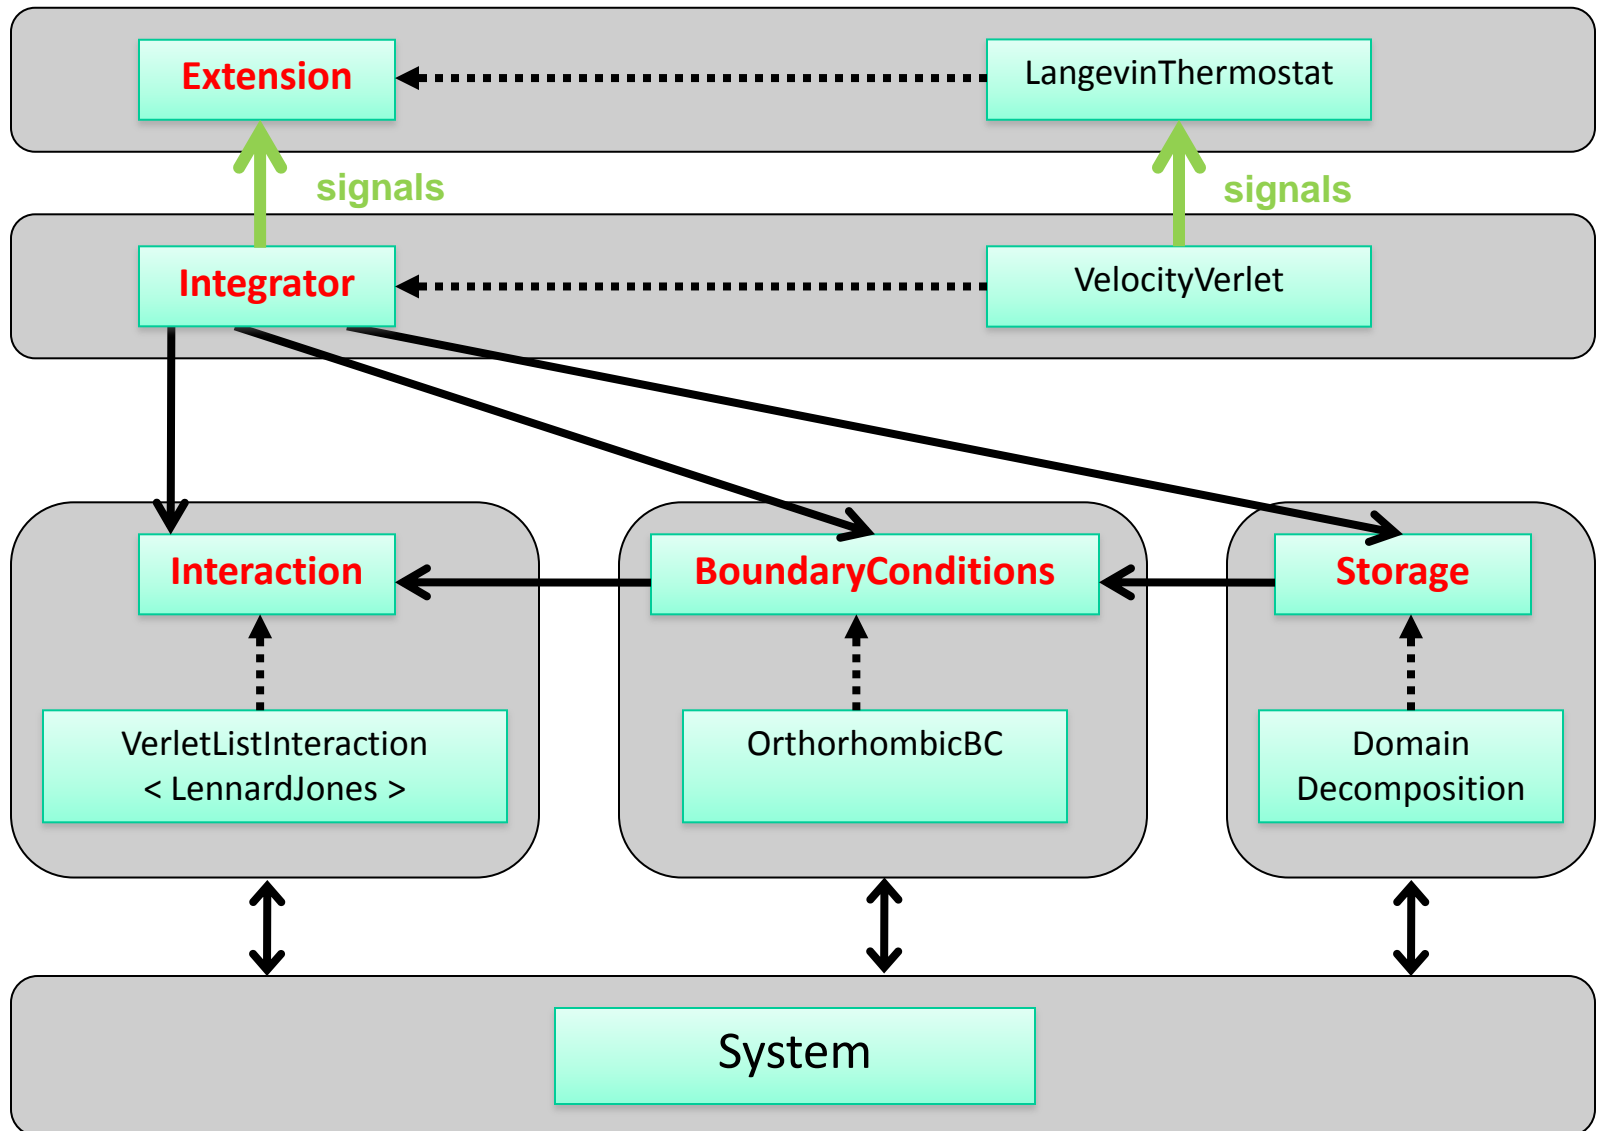 Extension
LangevinThermostat
signals
signals
Integrator
VelocityVerlet
Interaction
BoundaryConditions
Storage
VerletListInteraction
< LennardJones >
OrthorhombicBC
Domain
Decomposition
System